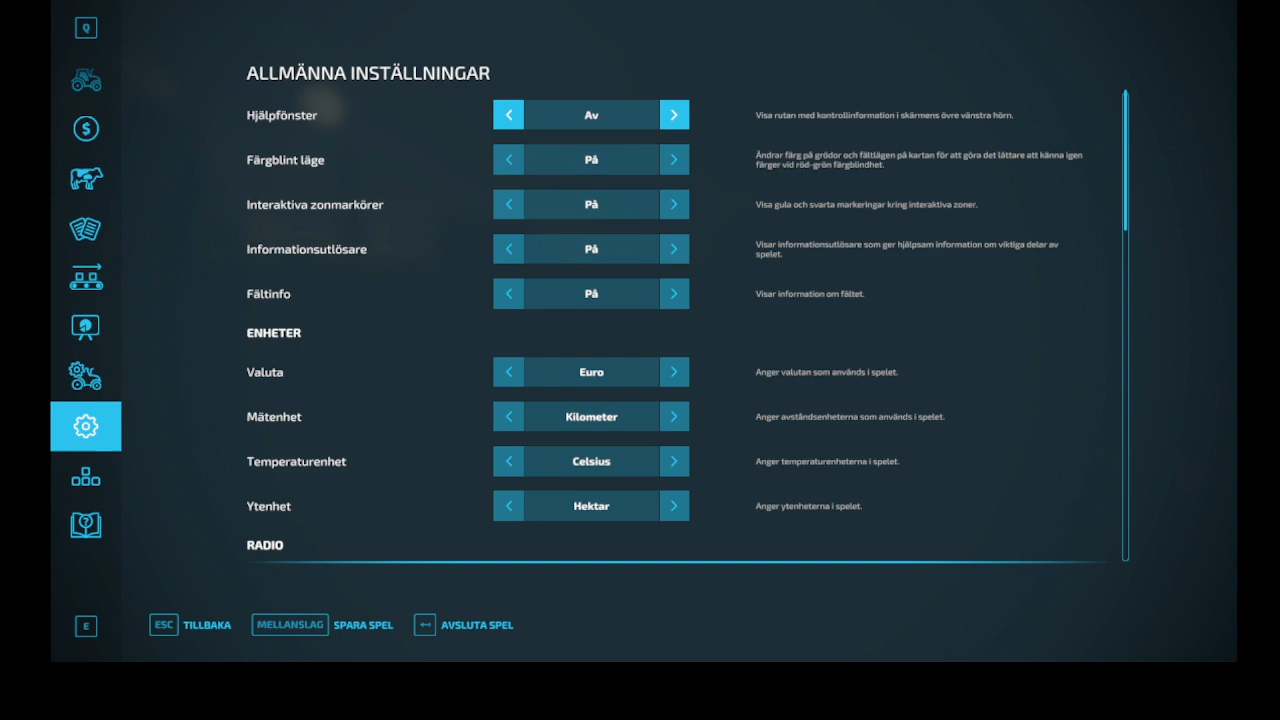 Q
ALLMÄNNA INSTÄLLNINGAR
Hjälpfönster Av Visa rutan med kontrollinformation i skärmens övre vänstra hörn.
Färgblint läge På Ändrar färg på grödor och fältlägen på kartan för att göra det lättare att känna igen
färger vid röd-grön färgblindhet.
Interaktiva zonmarkörer På Visa gula och svarta markeringar kring interaktiva zoner.
Informationsutlösare På Visar informationsutlösare som ger hjälpsam information om viktiga delar av
spelet.
Fältinfo På Visar information om fältet.
ENHETER
Valuta Euro Anger valutan som används i spelet.
Mätenhet Kilometer Anger avståndsenheterna som används i spelet.
Temperaturenhet Celsius Anger temperaturenheterna i spelet.
Ytenhet Hektar Anger ytenheterna i spelet.
RADIO
E ESC TILLBAKA MELLANSLAG SPARA SPEL AVSLUTA SPEL